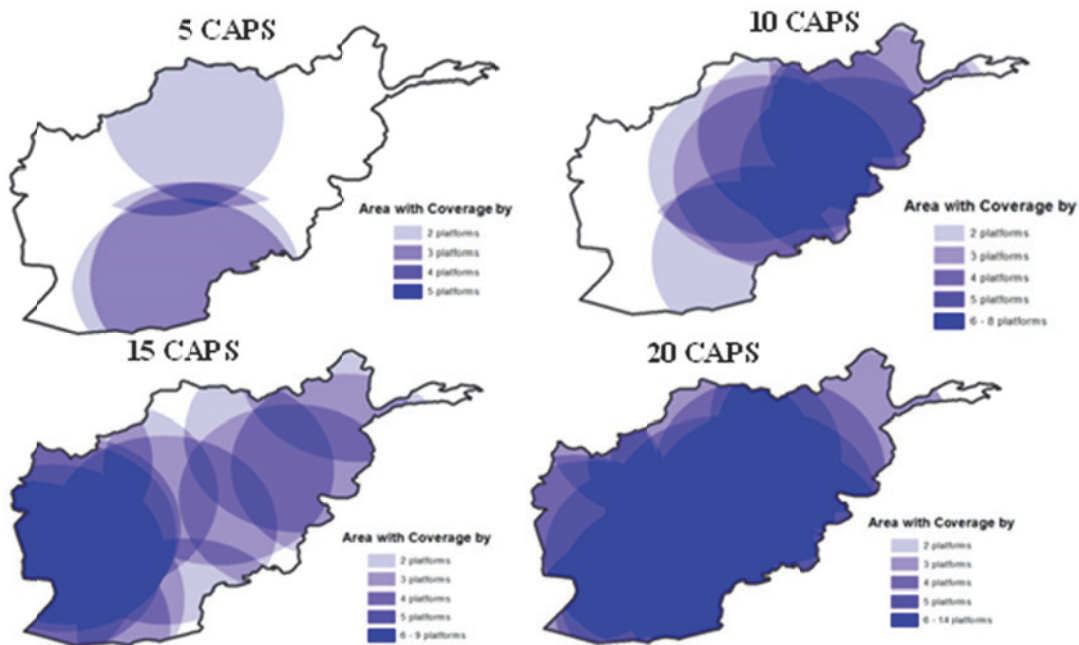 5 CAPS
Area with Coverage by
2 platforms
3 platforms
4 platforms
5 platforms
10 CAPS
Area with Coverage by
2 platforms
3 platforms
4 platforms
5 platforms
6 - 8 platforms
15 CAPS
Area with Coverage by
2 platforms
3 platforms
4 platforms
5 platforms
6 - 9 platforms
20 CAPS
Area with Coverage by
2 platforms
3 platforms
4 platforms
5 platforms
6 - 14 platforms